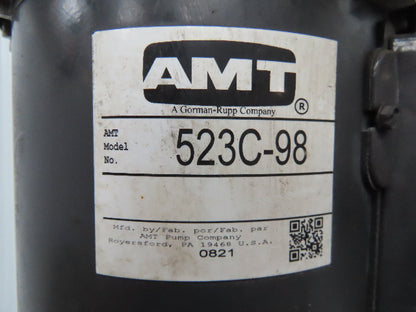 AMT
A Gorman-Rupp Company
®
AMT
Model
No.
523C-98
Mfd. by/Fab. por/Fab. par
AMT Pump Company
Royersford, PA 19468 U.S.A.
0821